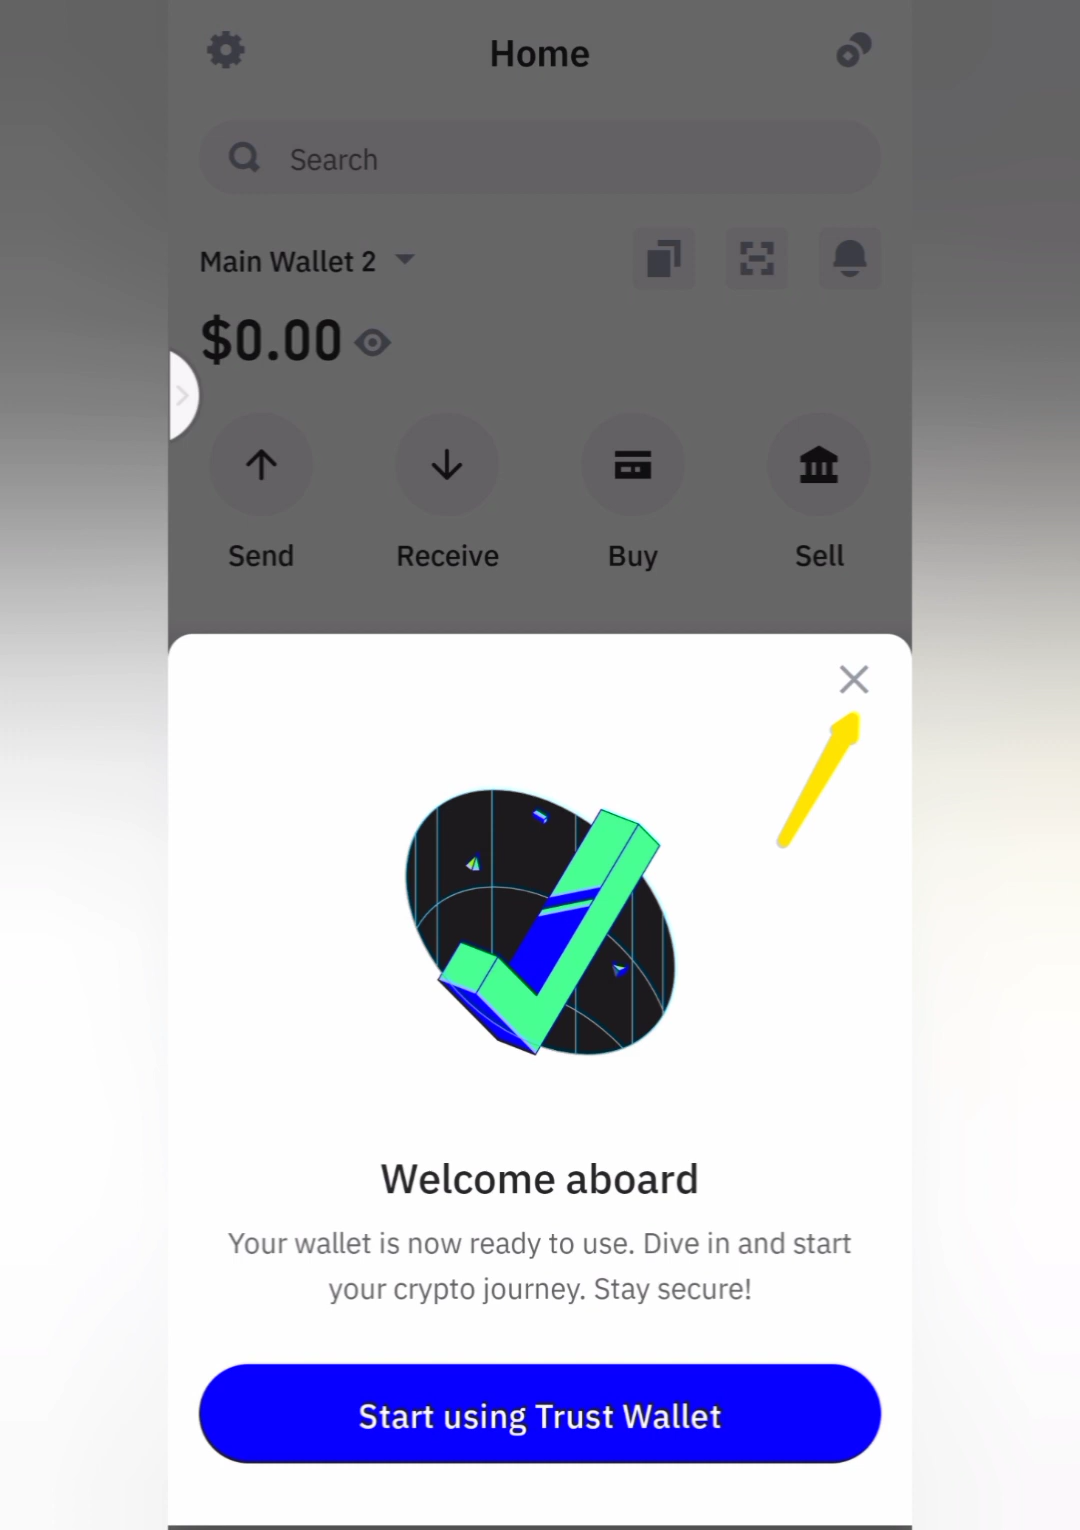 Home
Search
Main Wallet 2
$0.00
Send Receive Buy Sell
Welcome aboard
Your wallet is now ready to use. Dive in and start
your crypto journey. Stay secure!
Start using Trust Wallet